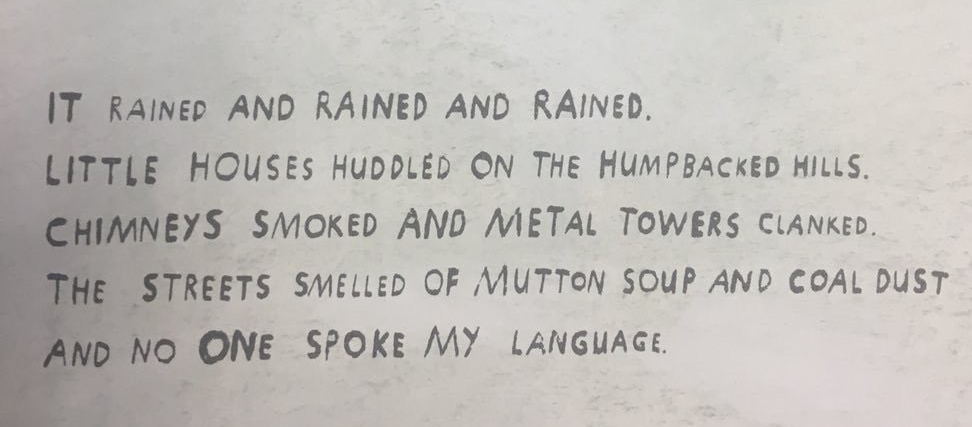 IT RAINED AND RAINED AND RAINED.
LITTLE HOUSES HUDDLED ON THE HUMPBACKED HILLS.
CHIMNEYS SMOKED AND METAL TOWERS CLANKED.
THE STREETS SMELLED OF MUTTON SOUP AND COAL DUST
AND NO ONE SPOKE MY LANGUAGE.